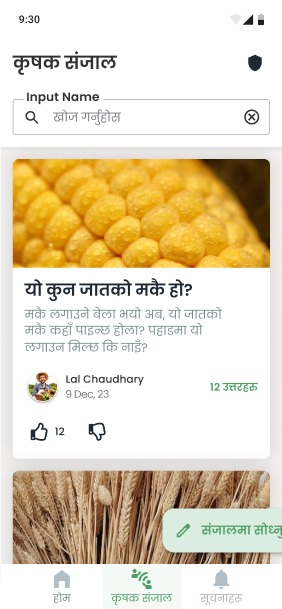 9:30
कृषक संजाल
Input Name
खोज गर्नुहोस
यो कुन जातको मकै हो?
मकै लगाउने बेला भयो अब, यो जातको
मकै कहाँ पाइन्छ होला? पहाडमा यो
लगाउन मिल्छ कि नाइँ?
Lal Chaudhary
9 Dec, 23
12 उत्तरहरु
12
संजालमा सोध्नु
होम
कृषक संजाल
सूचनाहरु